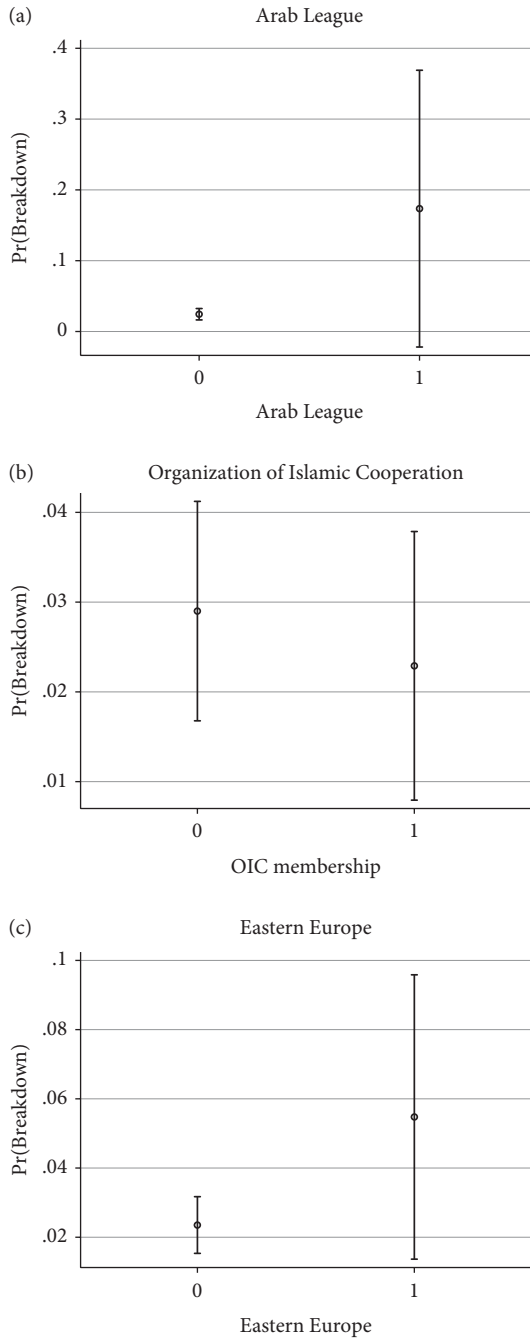 (a)
Arab League
.4
.3
.2
.1
0
Pr(Breakdown)
0 1
Arab League
(b)
Organization of Islamic Cooperation
.04
.03
.02
.01
Pr(Breakdown)
0 1
OIC membership
(c)
Eastern Europe
.1
.08
.06
.04
.02
Pr(Breakdown)
0 1
Eastern Europe